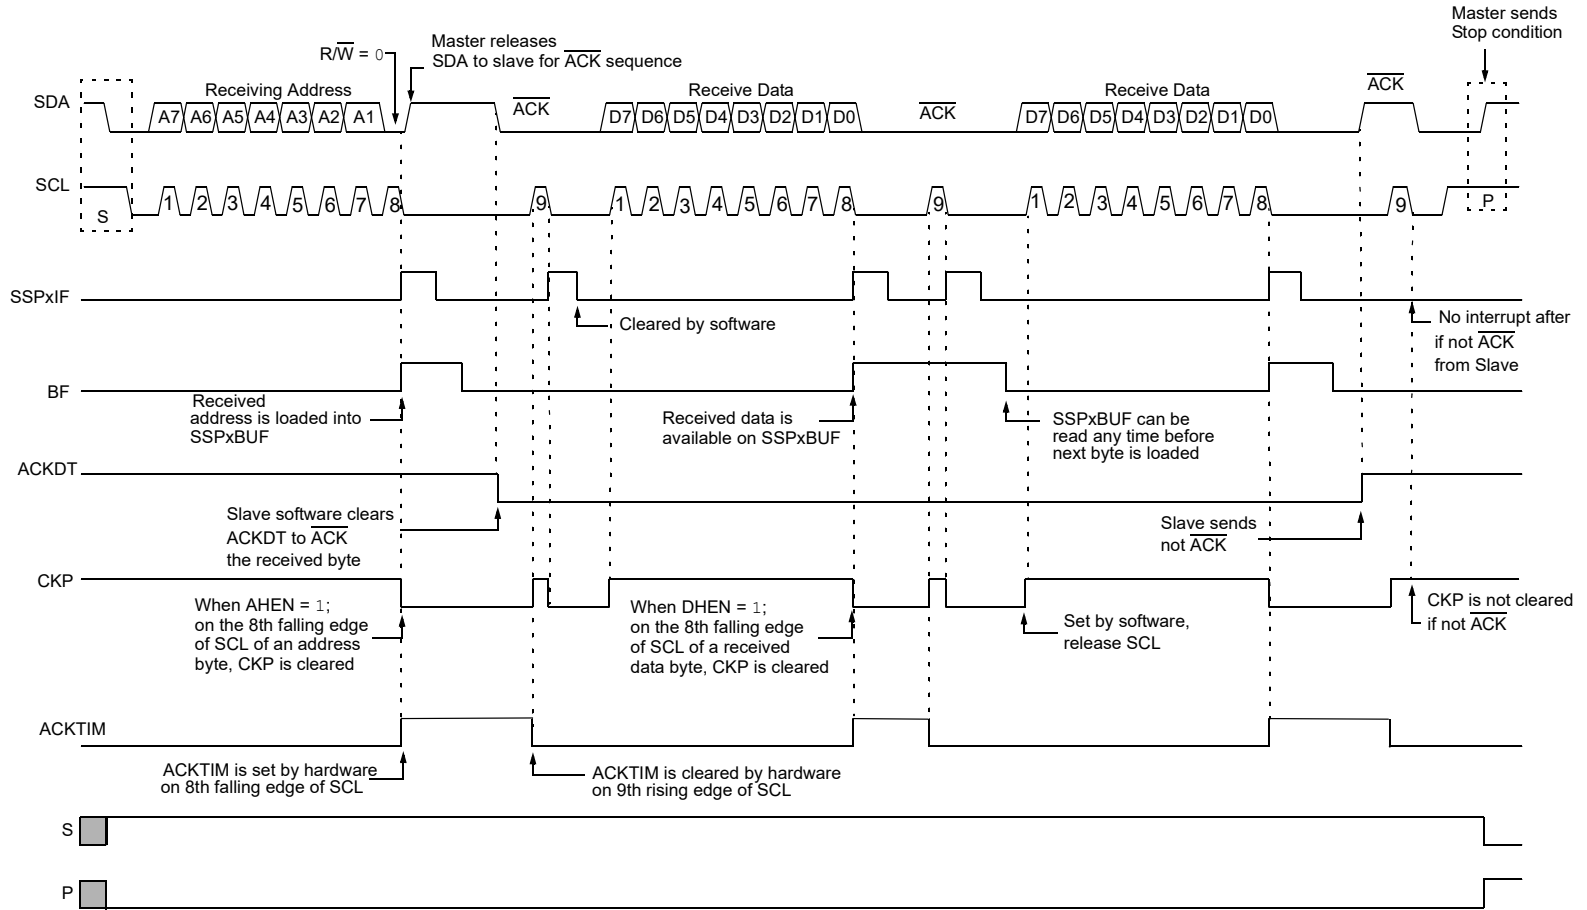 Master sends
Stop condition
Master releases
SDA to slave for ACK sequence
R/W = 0
SDA
Receiving Address
ACK
Receive Data
ACK
Receive Data
ACK
A7 A6 A5 A4 A3 A2 A1
D7 D6 D5 D4 D3 D2 D1 D0
D7 D6 D5 D4 D3 D2 D1 D0
SCL
S
1 2 3 4 5 6 7 8 9
1 2 3 4 5 6 7 8 9
1 2 3 4 5 6 7 8 9
P
SSPxIF
Cleared by software
No interrupt after
if not ACK
from Slave
BF
Received
address is loaded into
SSPxBUF
Received data is
available on SSPxBUF
SSPxBUF can be
read any time before
next byte is loaded
ACKDT
Slave software clears
ACKDT to ACK
the received byte
Slave sends
not ACK
CKP
When AHEN = 1;
on the 8th falling edge
of SCL of an address
byte, CKP is cleared
When DHEN = 1;
on the 8th falling edge
of SCL of a received
data byte, CKP is cleared
Set by software,
release SCL
CKP is not cleared
if not ACK
ACKTIM
ACKTIM is set by hardware
on 8th falling edge of SCL
ACKTIM is cleared by hardware
on 9th rising edge of SCL
S
P